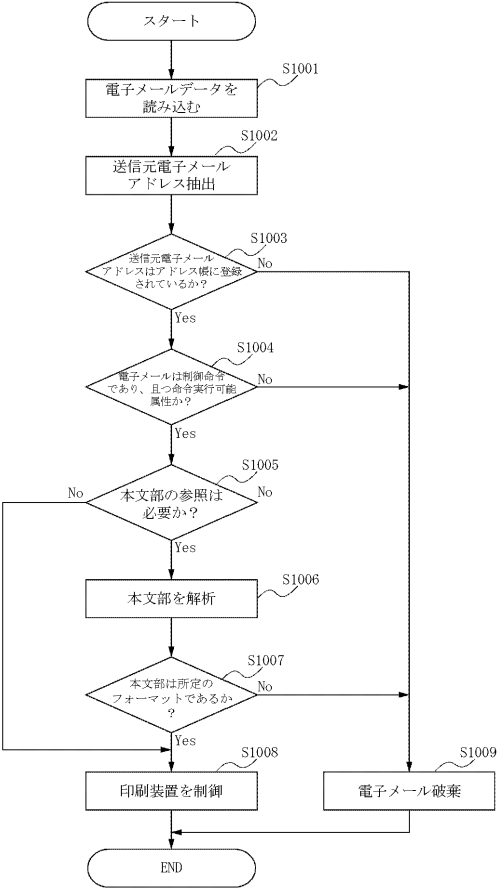 スタート
S1001
電子メールデータを
読み込む
S1002
送信元電子メール
アドレス抽出
S1003
送信元電子メール
アドレスはアドレス帳に登録
されているか？
No
Yes
S1004
電子メールは制御命令
であり、且つ命令実行可能
属性か？
No
Yes
S1005
No
本文部の参照は
必要か？
No
Yes
S1006
本文部を解析
S1007
本文部は所定の
フォーマットであるか
？
No
Yes
S1008
印刷装置を制御
S1009
電子メール破棄
END